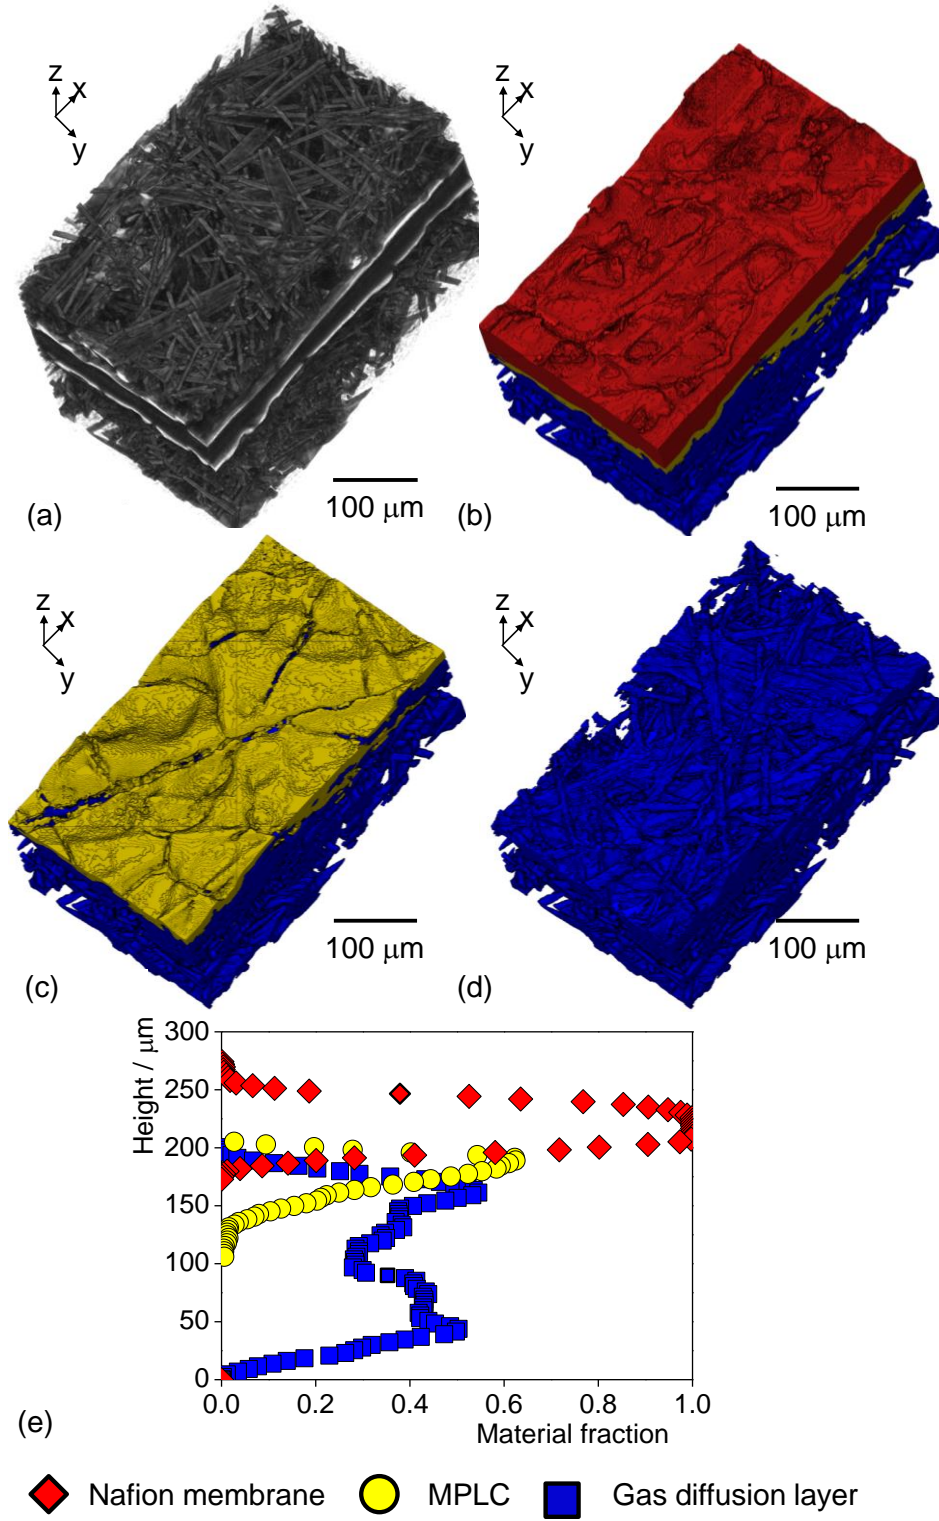 z
x
y
100 μm
(a)
z
x
y
100 μm
(b)
z
x
y
100 μm
(c)
z
x
y
100 μm
(d)
Height / μm
300
250
200
150
100
50
0
0.0 0.2 0.4 0.6 0.8 1.0
Material fraction
(e)
Nafion membrane MPLC Gas diffusion layer